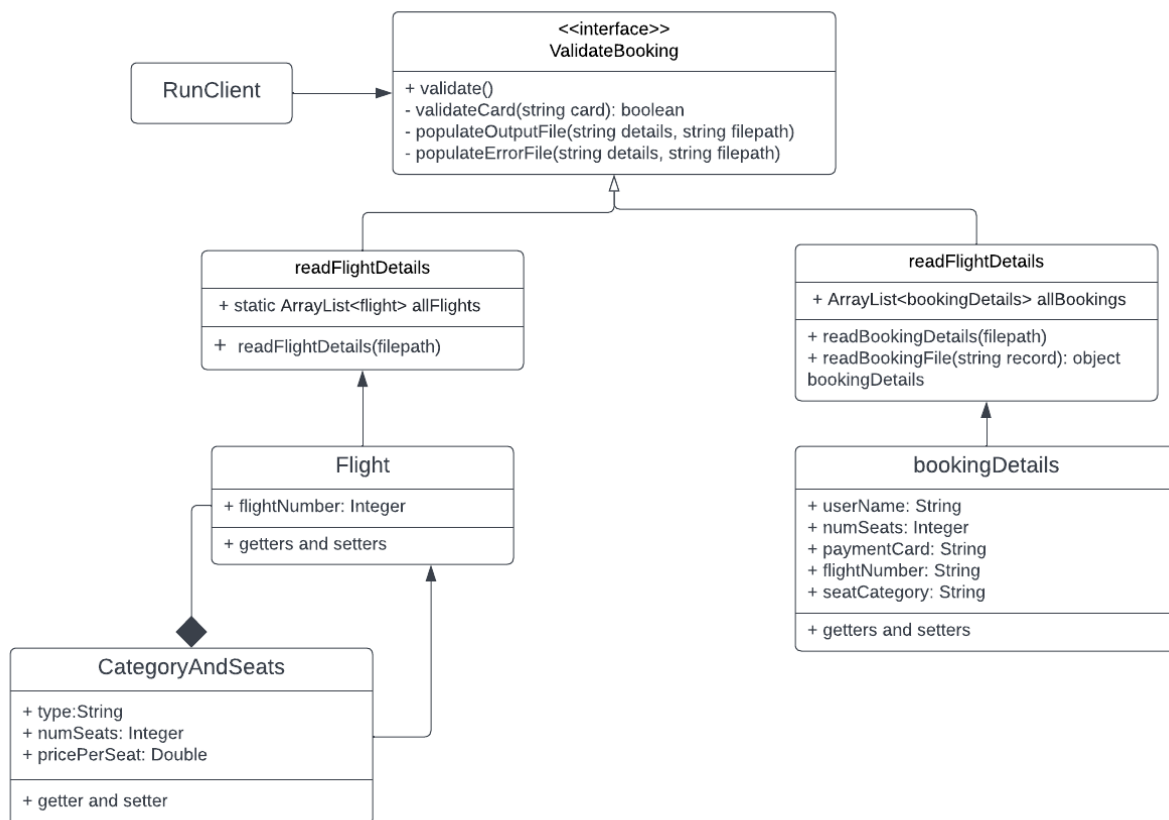 <<interface>>
ValidateBooking
+ validate()
- validateCard(string card): boolean
- populateOutputFile(string details, string filepath)
- populateErrorFile(string details, string filepath)
RunClient
readFlightDetails
+ static ArrayList<flight> allFlights
+ readFlightDetails(filepath)
readFlightDetails
+ ArrayList<bookingDetails> allBookings
+ readBookingDetails(filepath)
+ readBookingFile(string record): object
bookingDetails
Flight
+ flightNumber: Integer
+ getters and setters
bookingDetails
+ userName: String
+ numSeats: Integer
+ paymentCard: String
+ flightNumber: String
+ seatCategory: String
+ getters and setters
CategoryAndSeats
+ type:String
+ numSeats: Integer
+ pricePerSeat: Double
+ getter and setter